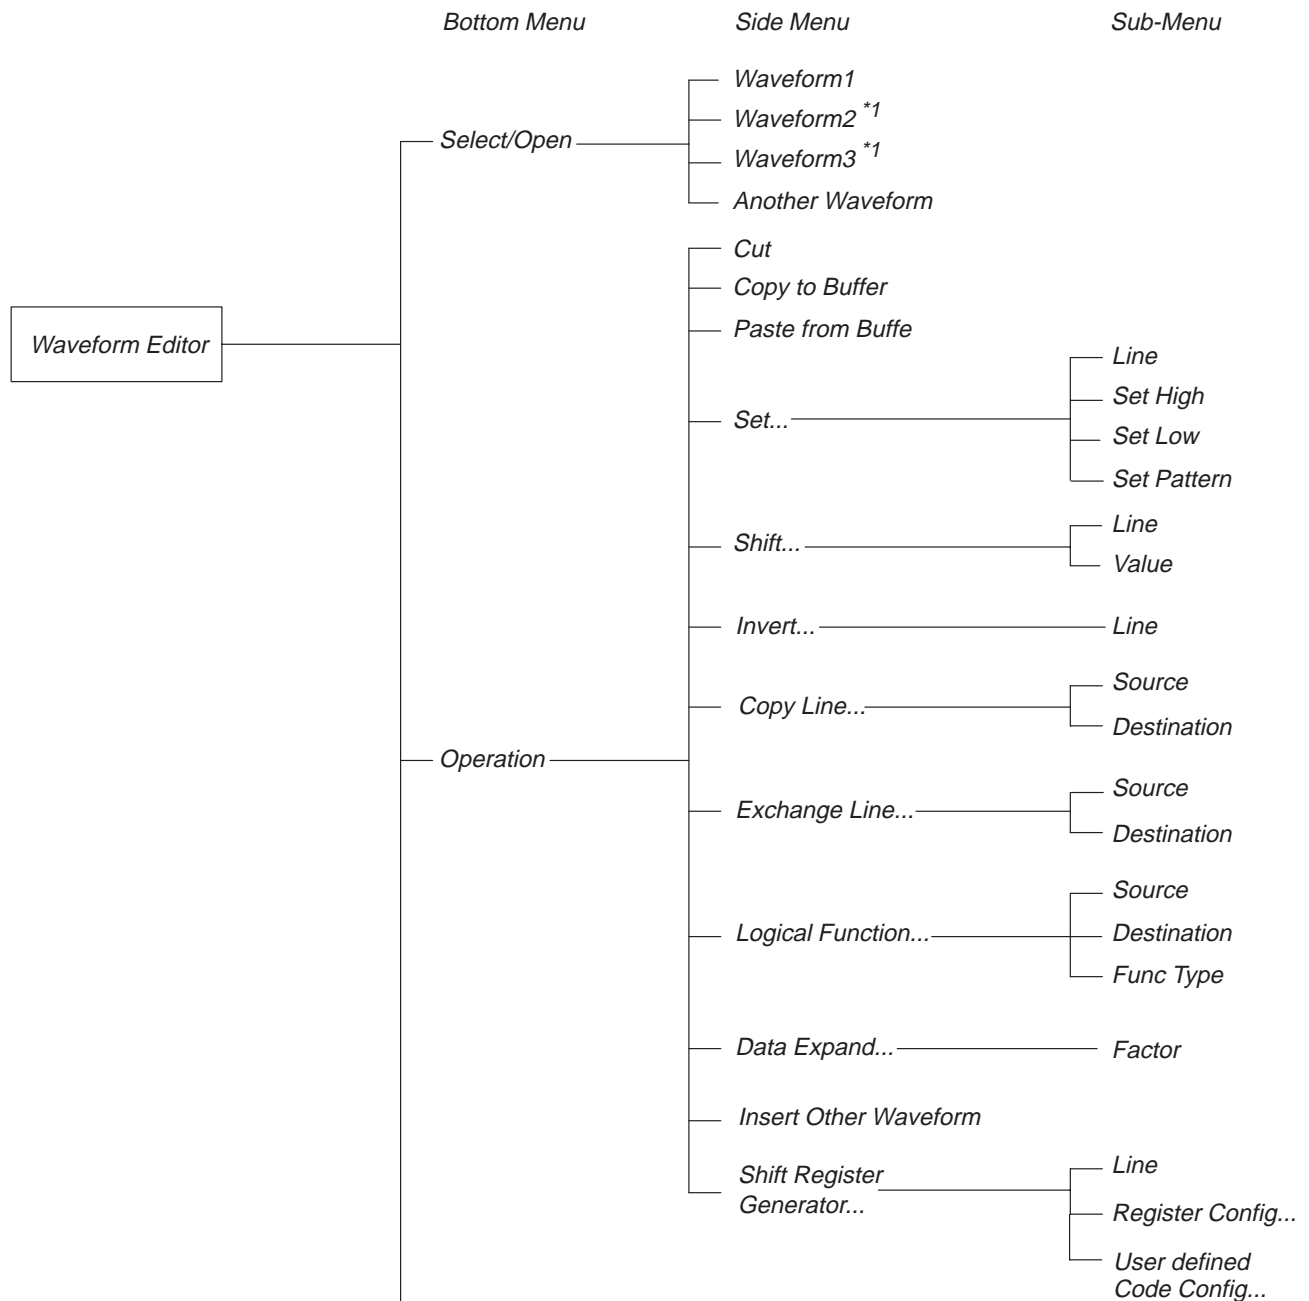 Bottom Menu
Side Menu
Sub-Menu
Waveform Editor
Select/Open
Waveform1
Waveform2 *1
Waveform3 *1
Another Waveform
Operation
Cut
Copy to Buffer
Paste from Buffe
Set...
Line
Set High
Set Low
Set Pattern
Shift...
Line
Value
Invert...
Line
Copy Line...
Source
Destination
Exchange Line...
Source
Destination
Logical Function...
Source
Destination
Func Type
Data Expand...
Factor
Insert Other Waveform
Shift Register
Generator...
Line
Register Config...
User defined
Code Config...